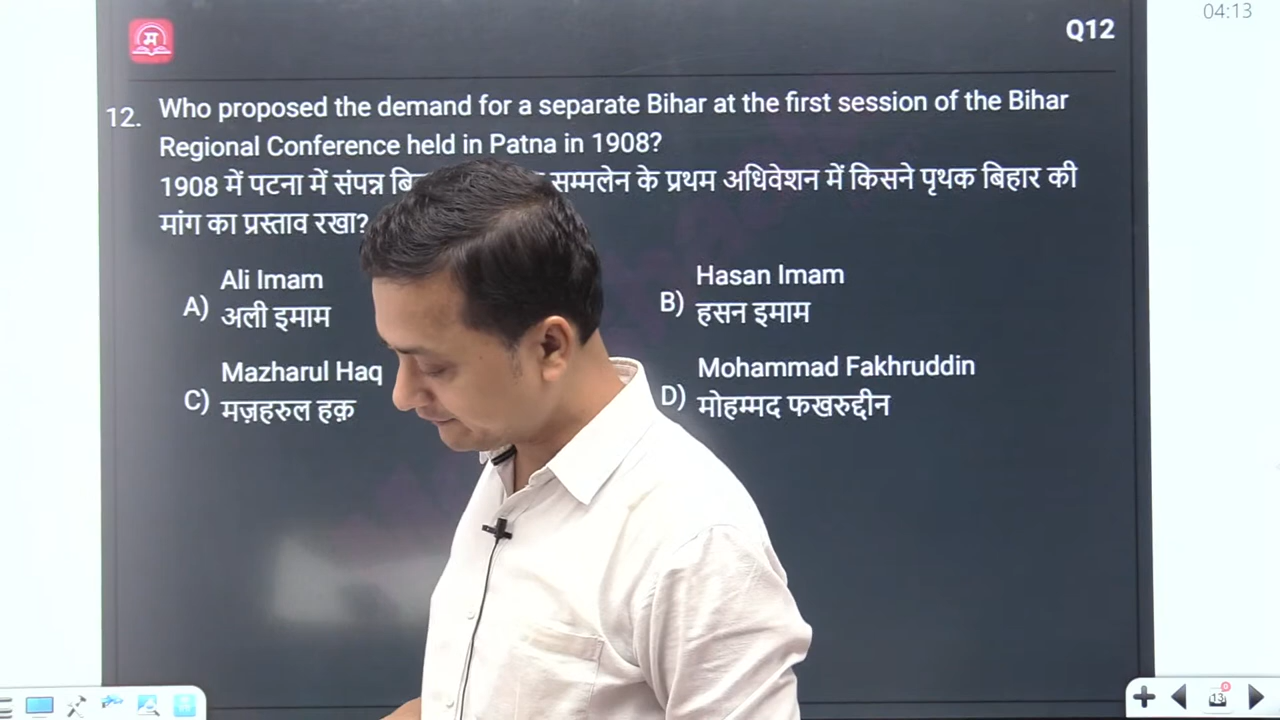 04:13
म
Q12
12. Who proposed the demand for a separate Bihar at the first session of the Bihar
Regional Conference held in Patna in 1908?
1908 में पटना में संपन्न सम्मलेन के प्रथम अधिवेशन में किसने पृथक बिहार की
मांग का प्रस्ताव रखा?
A) Ali Imam
अली इमाम
B) Hasan Imam
हसन इमाम
C) Mazharul Haq
मज़हरुल हक़
D) Mohammad Fakhruddin
मोहम्मद फखरुद्दीन
13